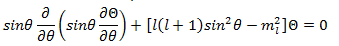 sinθ ∂/∂θ (sinθ ∂Θ/∂θ) + [l(l + 1)sin²θ − m_l²]Θ = 0